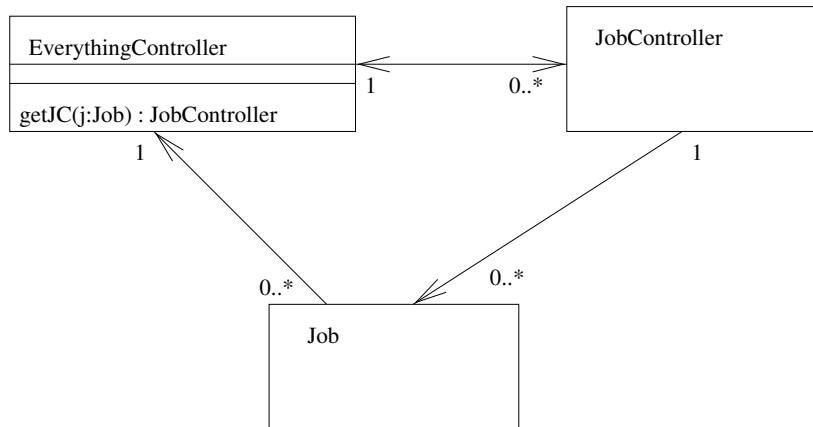 EverythingController
JobController
1
0..*
getJC(j:Job) : JobController
1
1
0..*
0..*
Job